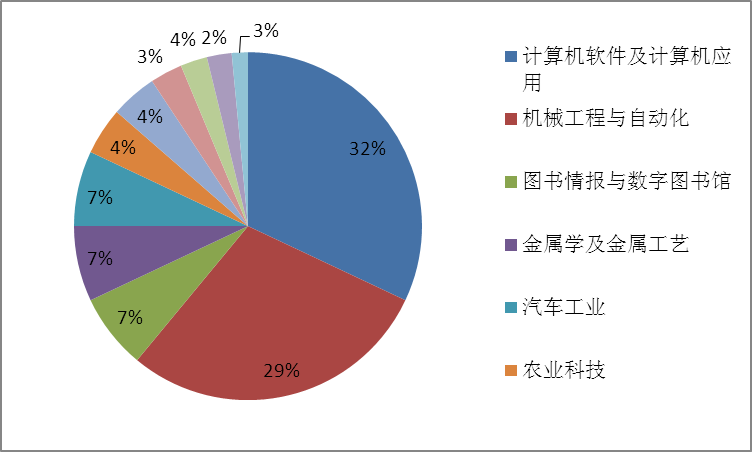 3%
2%
4%
3%
4%
4%
7%
7%
7%
29%
32%
计算机软件及计算机应
用
机械工程与自动化
图书情报与数字图书馆
金属学及金属工艺
汽车工业
农业科技